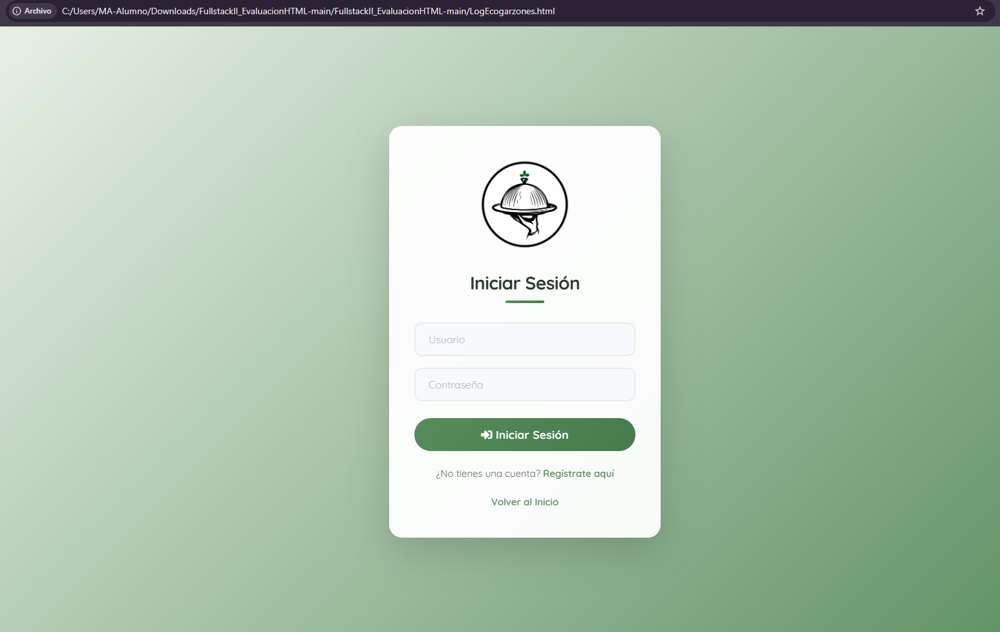 Archivo C:/Users/MA-Alumno/Downloads/FullstackII_EvaluacionHTML-main/FullstackII_EvaluacionHTML-main/LogEcogarzones.html
Iniciar Sesión
Usuario
Contraseña
Iniciar Sesión
¿No tienes una cuenta? Regístrate aquí
Volver al Inicio